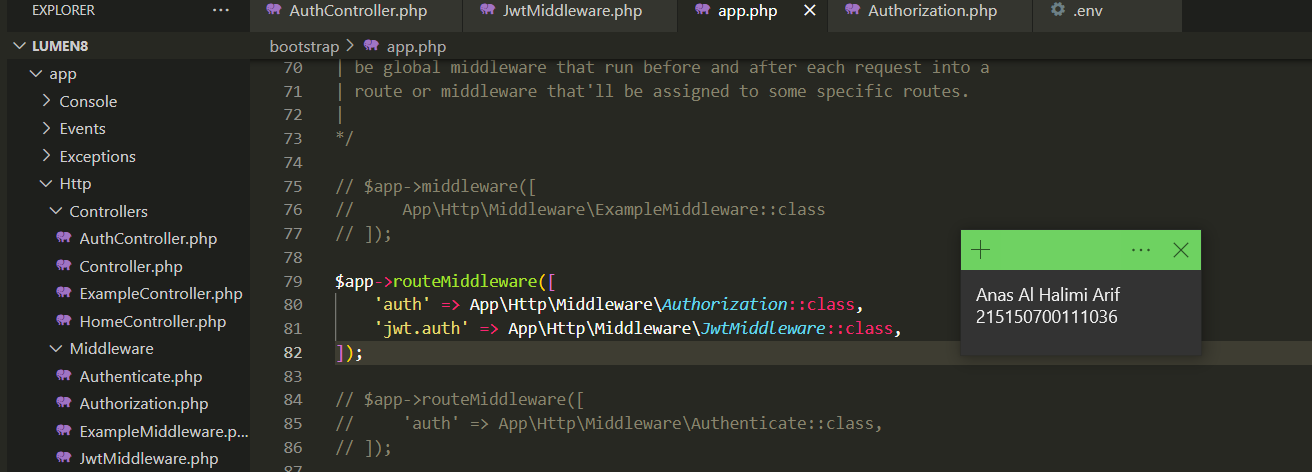 EXPLORER
LUMEN8
app
Console
Events
Exceptions
Http
Controllers
AuthController.php
Controller.php
ExampleController.php
HomeController.php
Middleware
Authenticate.php
Authorization.php
ExampleMiddleware.p...
JwtMiddleware.php
AuthController.php
JwtMiddleware.php
app.php
Authorization.php
.env
bootstrap > app.php
70 | be global middleware that run before and after each request into a
71 | route or middleware that'll be assigned to some specific routes.
72 |
73 */
74
75 // $app->middleware([
76 //     App\Http\Middleware\ExampleMiddleware::class
77 // ]);
78
79 $app->routeMiddleware([
80     'auth' => App\Http\Middleware\Authorization::class,
81     'jwt.auth' => App\Http\Middleware\JwtMiddleware::class,
82 ]);
83
84 // $app->routeMiddleware([
85 //     'auth' => App\Http\Middleware\Authenticate::class,
86 // ]);
87
Anas Al Halimi Arif
215150700111036